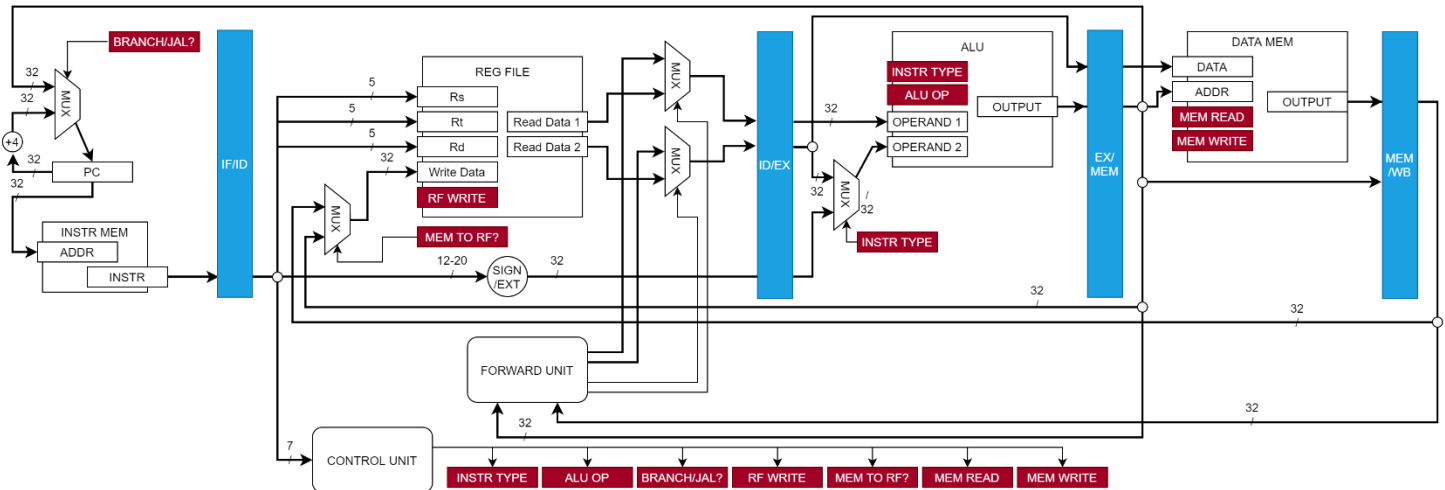 BRANCH/JAL?
32
32
MUX
+4
32
PC
32
INSTR MEM
ADDR
INSTR
IF/ID
REG FILE
5
Rs
5
Rt
Read Data 1
5
Rd
Read Data 2
32
Write Data
RF WRITE
MUX
MEM TO RF?
12-20
SIGN
/EXT
32
MUX
MUX
ID/EX
ALU
INSTR TYPE
ALU OP
OUTPUT
32
OPERAND 1
OPERAND 2
32
MUX
32
INSTR TYPE
EX/
MEM
DATA MEM
DATA
ADDR
OUTPUT
MEM READ
MEM WRITE
MEM
/WB
32
32
FORWARD UNIT
32
32
7
CONTROL UNIT
INSTR TYPE
ALU OP
BRANCH/JAL?
RF WRITE
MEM TO RF?
MEM READ
MEM WRITE